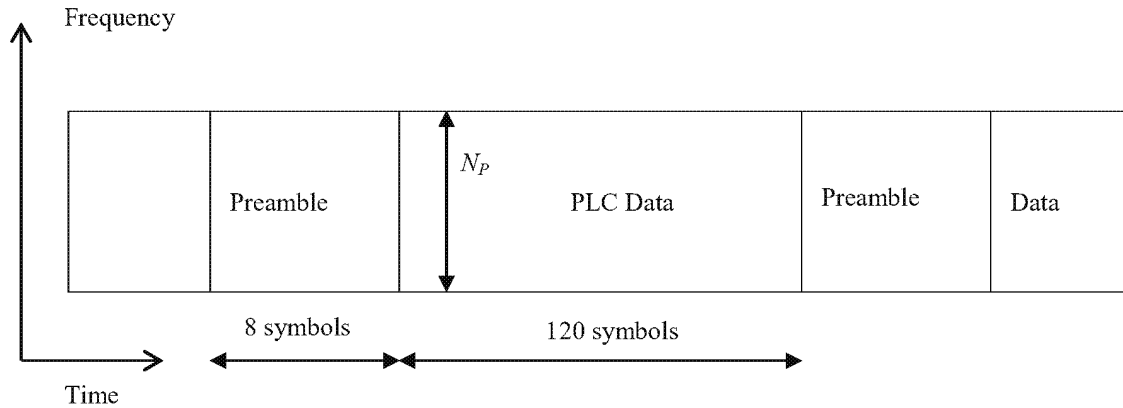 Frequency
N_P
Preamble
PLC Data
Preamble
Data
8 symbols
120 symbols
Time